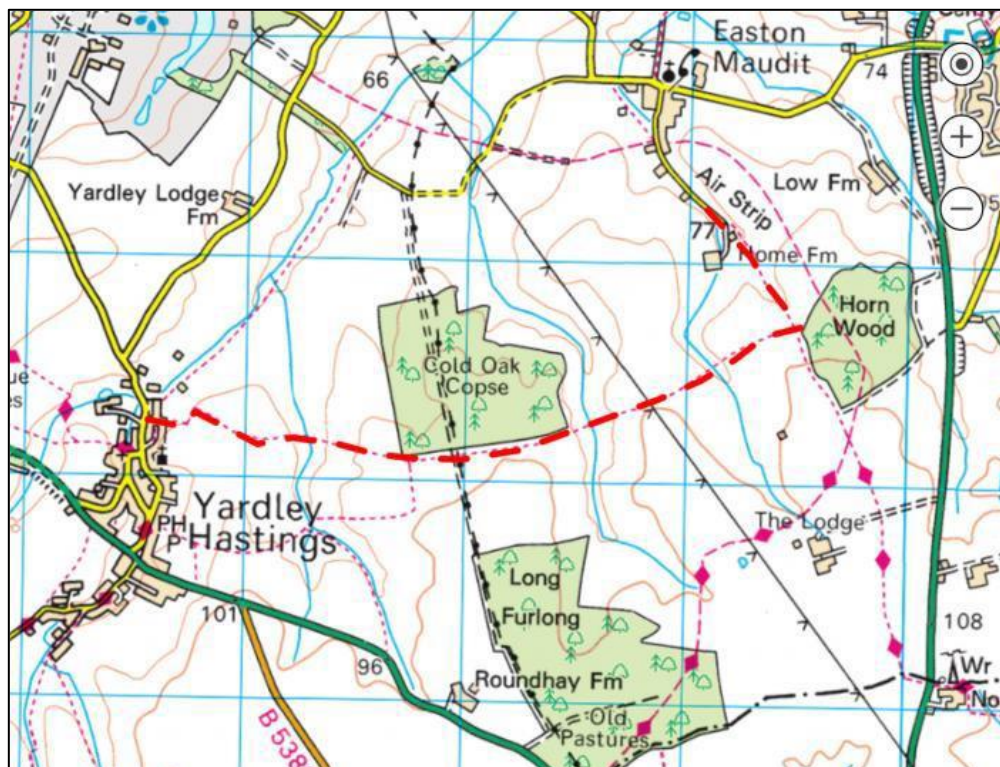 Easton
Maudit
66
74
Yardley Lodge
Fm
Air Strip
Low Fm
77
Home Fm
Horn
Wood
Cold Oak
Copse
Yardley
Hastings
PH
P
The Lodge
Long
Furlong
101
108
96
Roundhay Fm
Wr
No
Old
Pastures
B 538